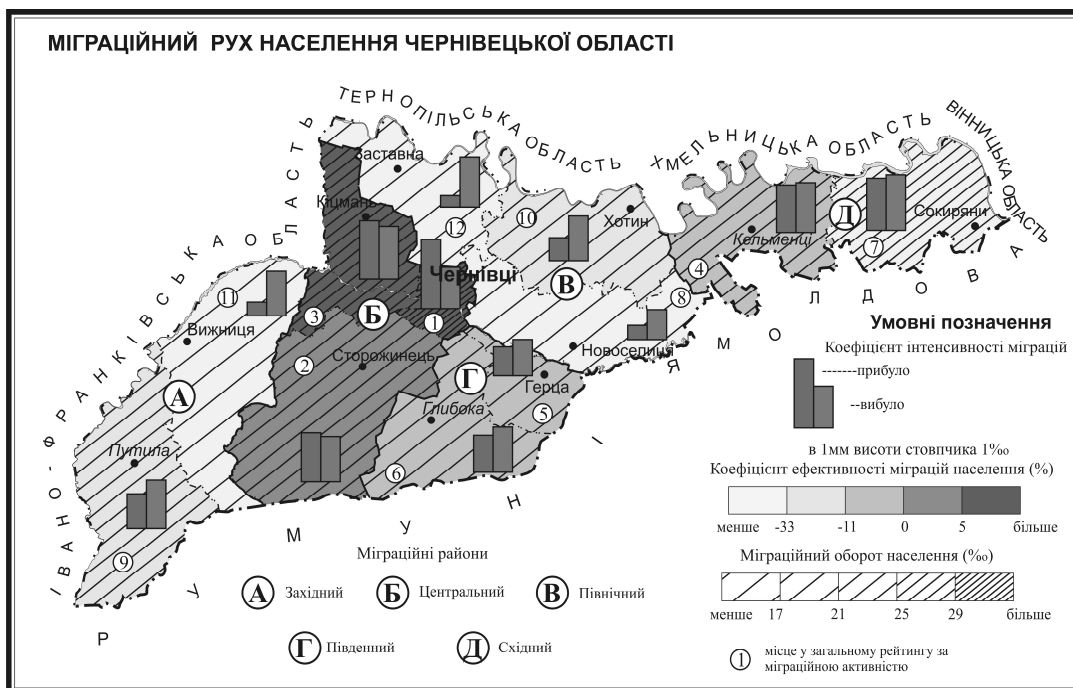 МІГРАЦІЙНИЙ РУХ НАСЕЛЕННЯ ЧЕРНІВЕЦЬКОЇ ОБЛАСТІ
ТЕРНОПІЛЬСЬКА ОБЛАСТЬ
ХМЕЛЬНИЦЬКА ОБЛАСТЬ
ВІННИЦЬКА ОБЛАСТЬ
ІВАНО-ФРАНКІВСЬКА ОБЛАСТЬ
МОЛДОВА
РУМУНІЯ
Заставна
Кіцмань
12
10
Хотин
Кельменці
4
Д
7
Сокиряни
11
Вижниця
3
Б
Чернівці
1
В
8
Новоселиця
2
Сторожинець
Г
Герца
5
Глибока
6
А
Путила
9
Умовні позначення
Коефіцієнт інтенсивності міграцій
-------прибуло
--вибуло
в 1мм висоти стовпчика 1‰
Коефіцієнт ефективності міграцій населення (%)
менше -33 -11 0 5 більше
Міграційний оборот населення (‰)
менше 17 21 25 29 більше
1 місце у загальному рейтингу за
міграційною активністю
Міграційні райони
А Західний Б Центральний В Північний
Г Південний Д Східний